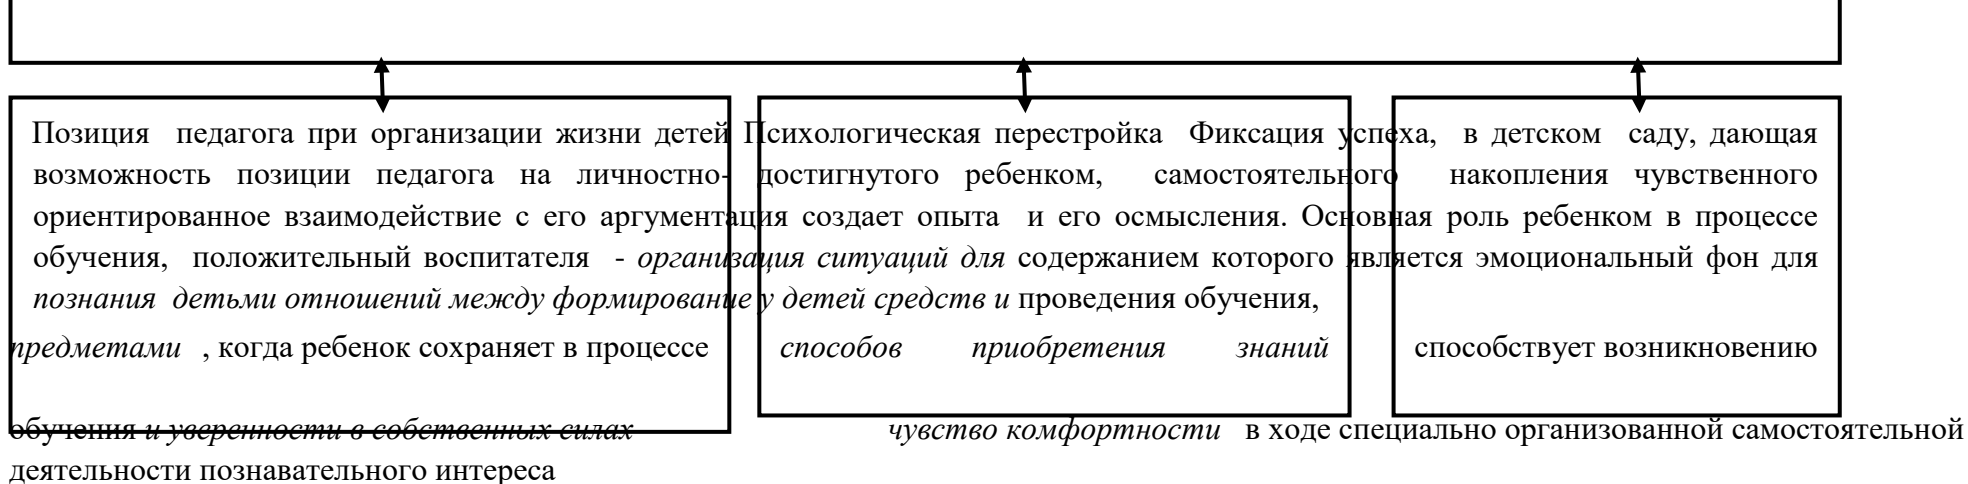 Позиция педагога при организации жизни детей Психологическая перестройка Фиксация успеха, в детском саду, дающая
возможность позиции педагога на личностно- достигнутого ребенком, самостоятельного накопления чувственного
ориентированное взаимодействие с его аргументация создает опыта и его осмысления. Основная роль ребенком в процессе
обучения, положительный воспитателя - организация ситуаций для содержанием которого является эмоциональный фон для
познания детьми отношений между формирование у детей средств и проведения обучения,
предметами , когда ребенок сохраняет в процессе способов приобретения знаний способствует возникновению
обучения и уверенности в собственных силах чувство комфортности в ходе специально организованной самостоятельной
деятельности познавательного интереса